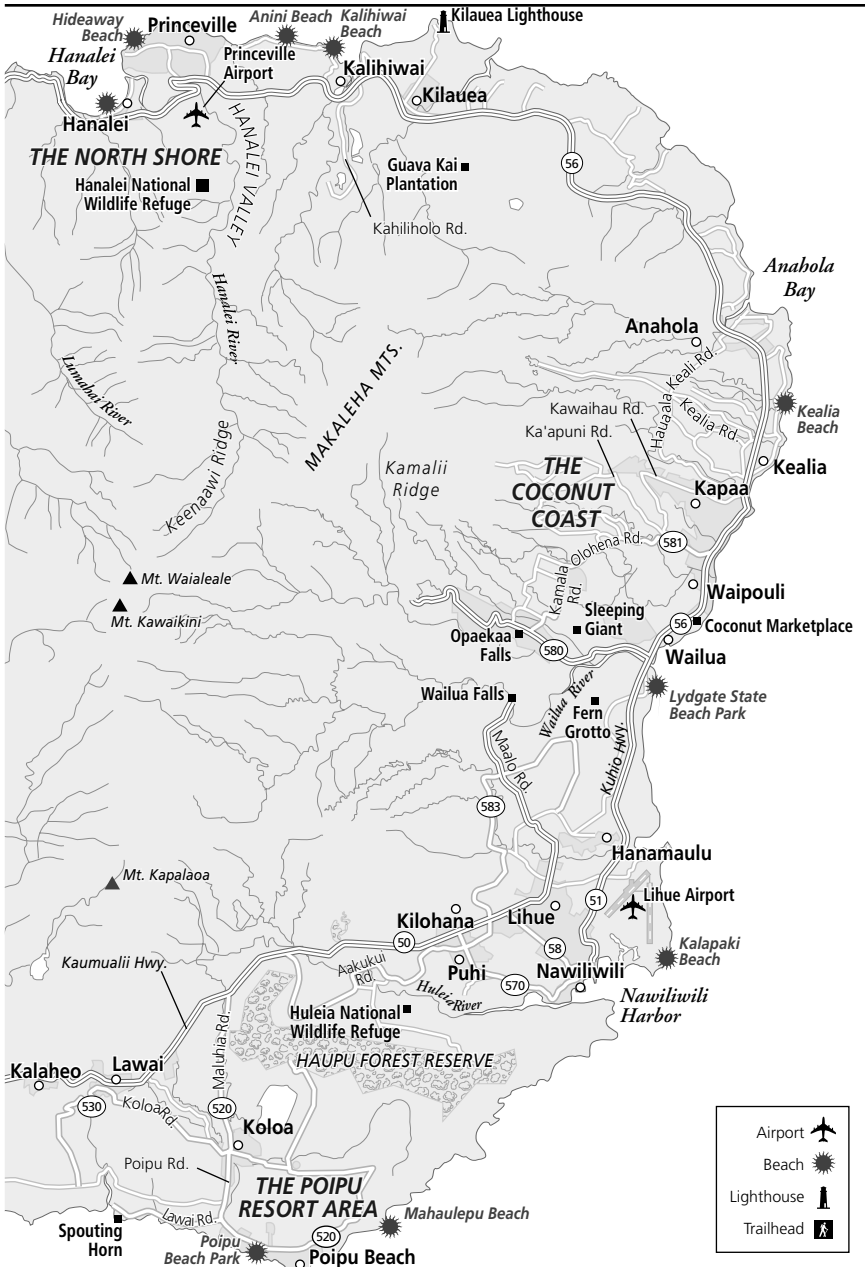 Hideaway
Beach
Princeville
Anini Beach
Kalihiwai
Beach
Kilauea Lighthouse
Hanalei
Bay
Princeville
Airport
Kalihiwai
Kilauea
Hanalei
THE NORTH SHORE
HANALEI VALLEY
Hanalei National
Wildlife Refuge
Guava Kai
Plantation
56
Kahiliholo Rd.
Anahola
Bay
Hanalei River
Lumahai River
Anahola
MAKALEHA MTS.
Hauaala Keali Rd.
Kealia Rd.
Kealia
Beach
Kawaihau Rd.
Ka'apuni Rd.
Keenaawi Ridge
Kamalii
Ridge
THE
COCONUT
COAST
Kealia
Kapaa
Olohena Rd.
581
Kamala
Rd.
Mt. Waialeale
Mt. Kawaikini
Waipouli
Sleeping
Giant
56
Coconut Marketplace
Opaekaa
Falls
580
Wailua
Wailua Falls
Wailua River
Fern
Grotto
Lydgate State
Beach Park
Maalo Rd.
Kuhio Hwy.
583
Hanamaulu
Mt. Kapalaoa
51
Lihue Airport
Kilohana
Lihue
50
58
Kalapaki
Beach
Kaumualii Hwy.
Aakukui
Rd.
Puhi
570
Nawiliwili
Huleia River
Nawiliwili
Harbor
Huleia National
Wildlife Refuge
Maluhia Rd.
HAUPU FOREST RESERVE
Kalaheo
Lawai
530
Koloa Rd.
520
Koloa
Poipu Rd.
THE POIPU
RESORT AREA
Lawai Rd.
Mahaulepu Beach
Spouting
Horn
520
Poipu
Beach Park
Poipu Beach
Airport
Beach
Lighthouse
Trailhead